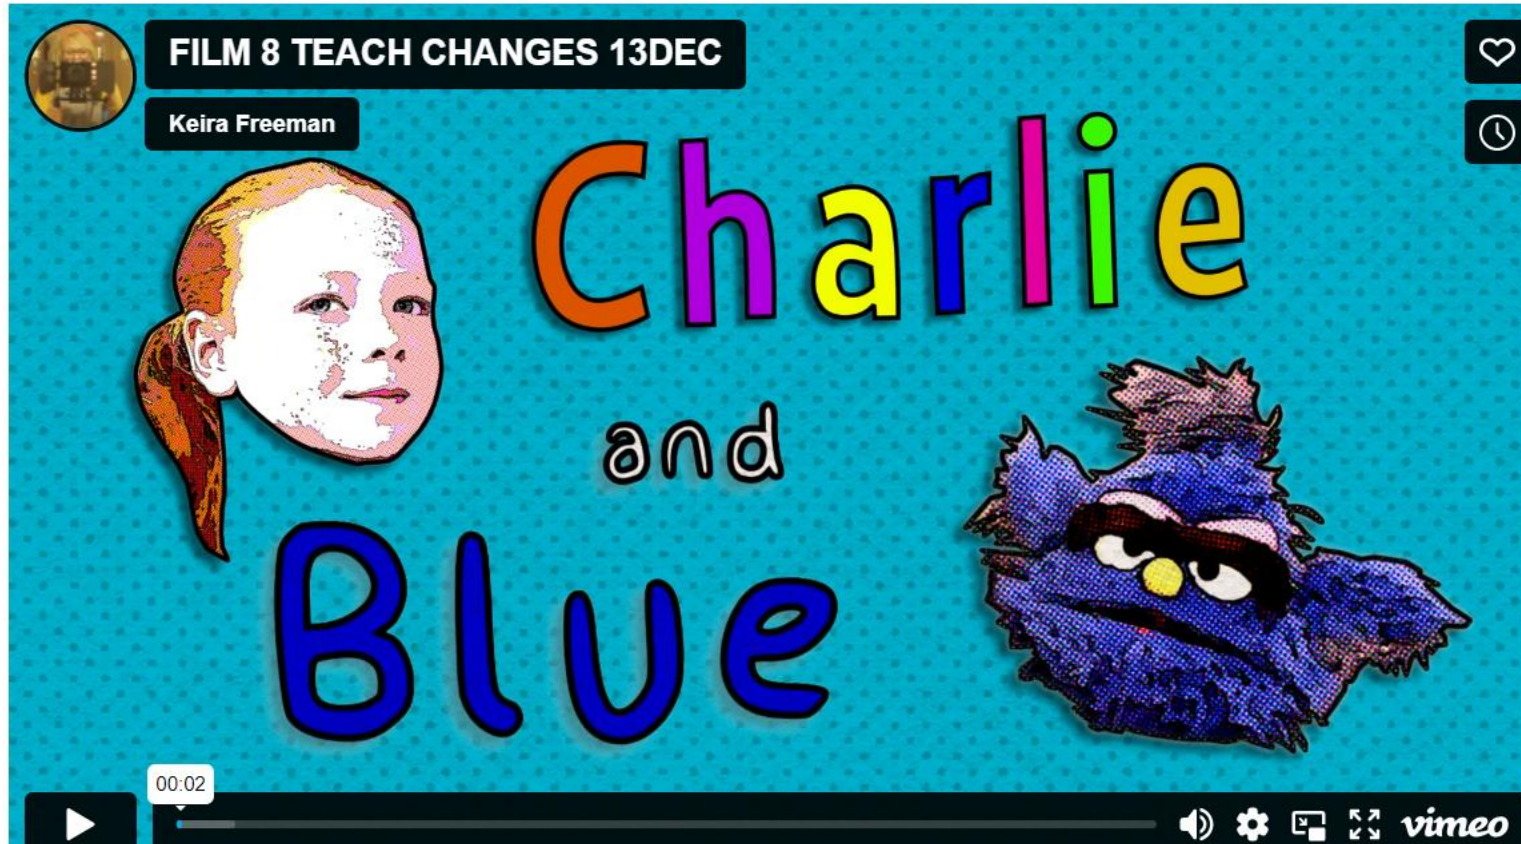 FILM 8 TEACH CHANGES 13DEC
Keira Freeman
Charlie
and
Blue
00:02
vimeo